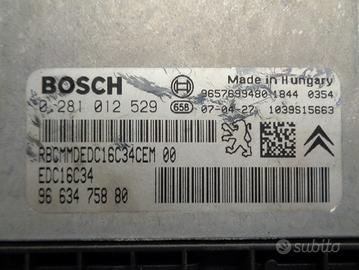 BOSCH
Made in Hungary
9657699480 1844 0354
0 281 012 529 658 07-04-27 1039S15663
RBCMMDEDC16C34CEM 00
EDC16C34
96 634 758 80
subito